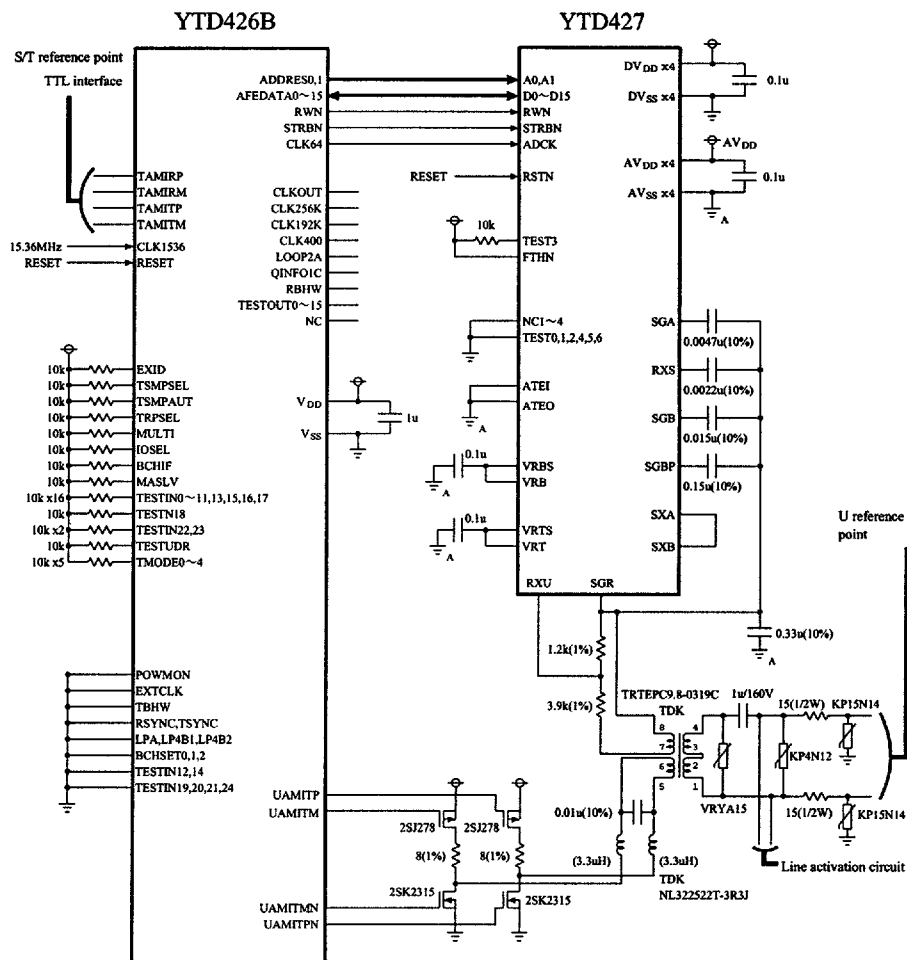 YTD426B
YTD427
S/T reference point
TTL interface
ADDRES0,1
AFEDATA0~15
RWN
STRBN
CLK64
A0,A1
D0~D15
RWN
STRBN
ADCK
DVDD x4
DVSS x4
0.1u
AVDD
AVDD x4
AVSS x4
0.1u
A
TAMIRP
TAMIRM
TAMITP
TAMITM
15.36MHz
CLK1536
RESET
RESET
CLKOUT
CLK256K
CLK192K
CLK400
LOOP2A
QINFO1C
RBHW
TESTOUT0~15
NC
RESET
RSTN
10k
TEST3
FTHN
NC1~4
TEST0,1,2,4,5,6
ATEI
ATEO
A
0.1u
VRBS
VRB
A
0.1u
VRTS
VRT
A
SGA
0.0047u(10%)
RXS
0.0022u(10%)
SGB
0.015u(10%)
SGBP
0.15u(10%)
SXA
SXB
RXU
SGR
10k
EXID
10k
TSMPSEL
10k
TSMPAUT
10k
TRPSEL
10k
MULTI
10k
IOSEL
10k
BCHIF
10k
MASLV
10k x16
TESTIN0~11,13,15,16,17
10k
TESTN18
10k x2
TESTIN22,23
10k
TESTUDR
10k x5
TMODE0~4
VDD
VSS
1u
POWMON
EXTCLK
TBHW
RSYNC,TSYNC
LPA,LP4B1,LP4B2
BCHSET0,1,2
TESTIN12,14
TESTIN19,20,21,24
U reference
point
0.33u(10%)
A
1.2k(1%)
3.9k(1%)
TRTEPC9.8-0319C
TDK
1u/160V
15(1/2W)
KP15N14
8
7
6
5
4
3
2
1
KP4N12
VRYA15
15(1/2W)
KP15N14
UAMITP
UAMITM
2SJ278
2SJ278
0.01u(10%)
8(1%)
8(1%)
(3.3uH)
(3.3uH)
TDK
NL322522T-3R3J
Line activation circuit
2SK2315
2SK2315
UAMITMN
UAMITPN